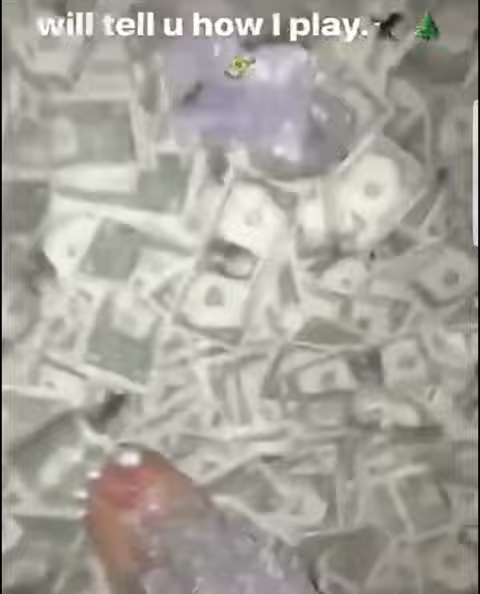 will tell u how I play.🐦‍⬛🌲
💸